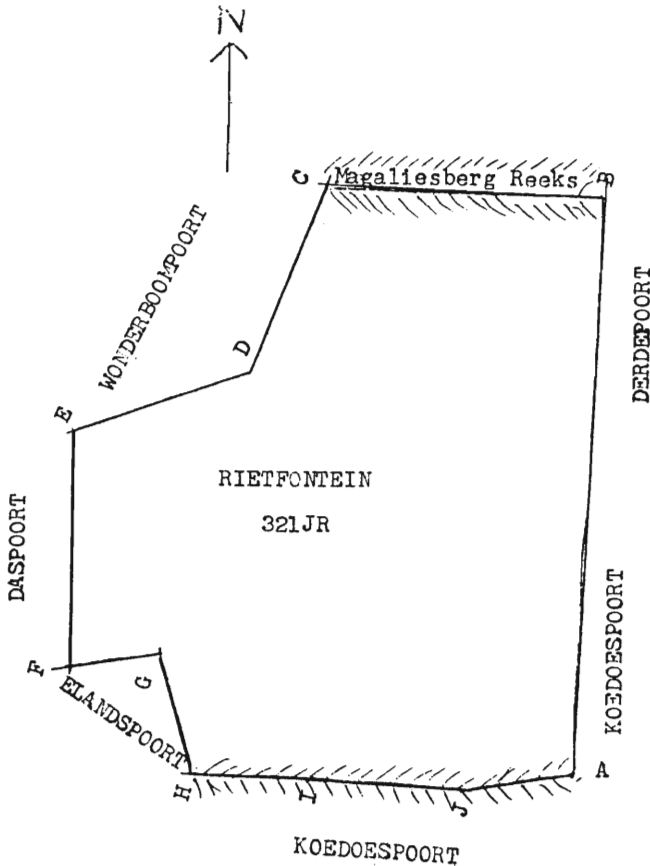 N
C
Magaliesberg Reeks
B
WONDERBOOMPOORT
D
DERDEPOORT
E
RIETFONTEIN
321JR
DASPOORT
KOEDOESPOORT
F
G
ELANDSPOORT
H
I
J
A
KOEDOESPOORT